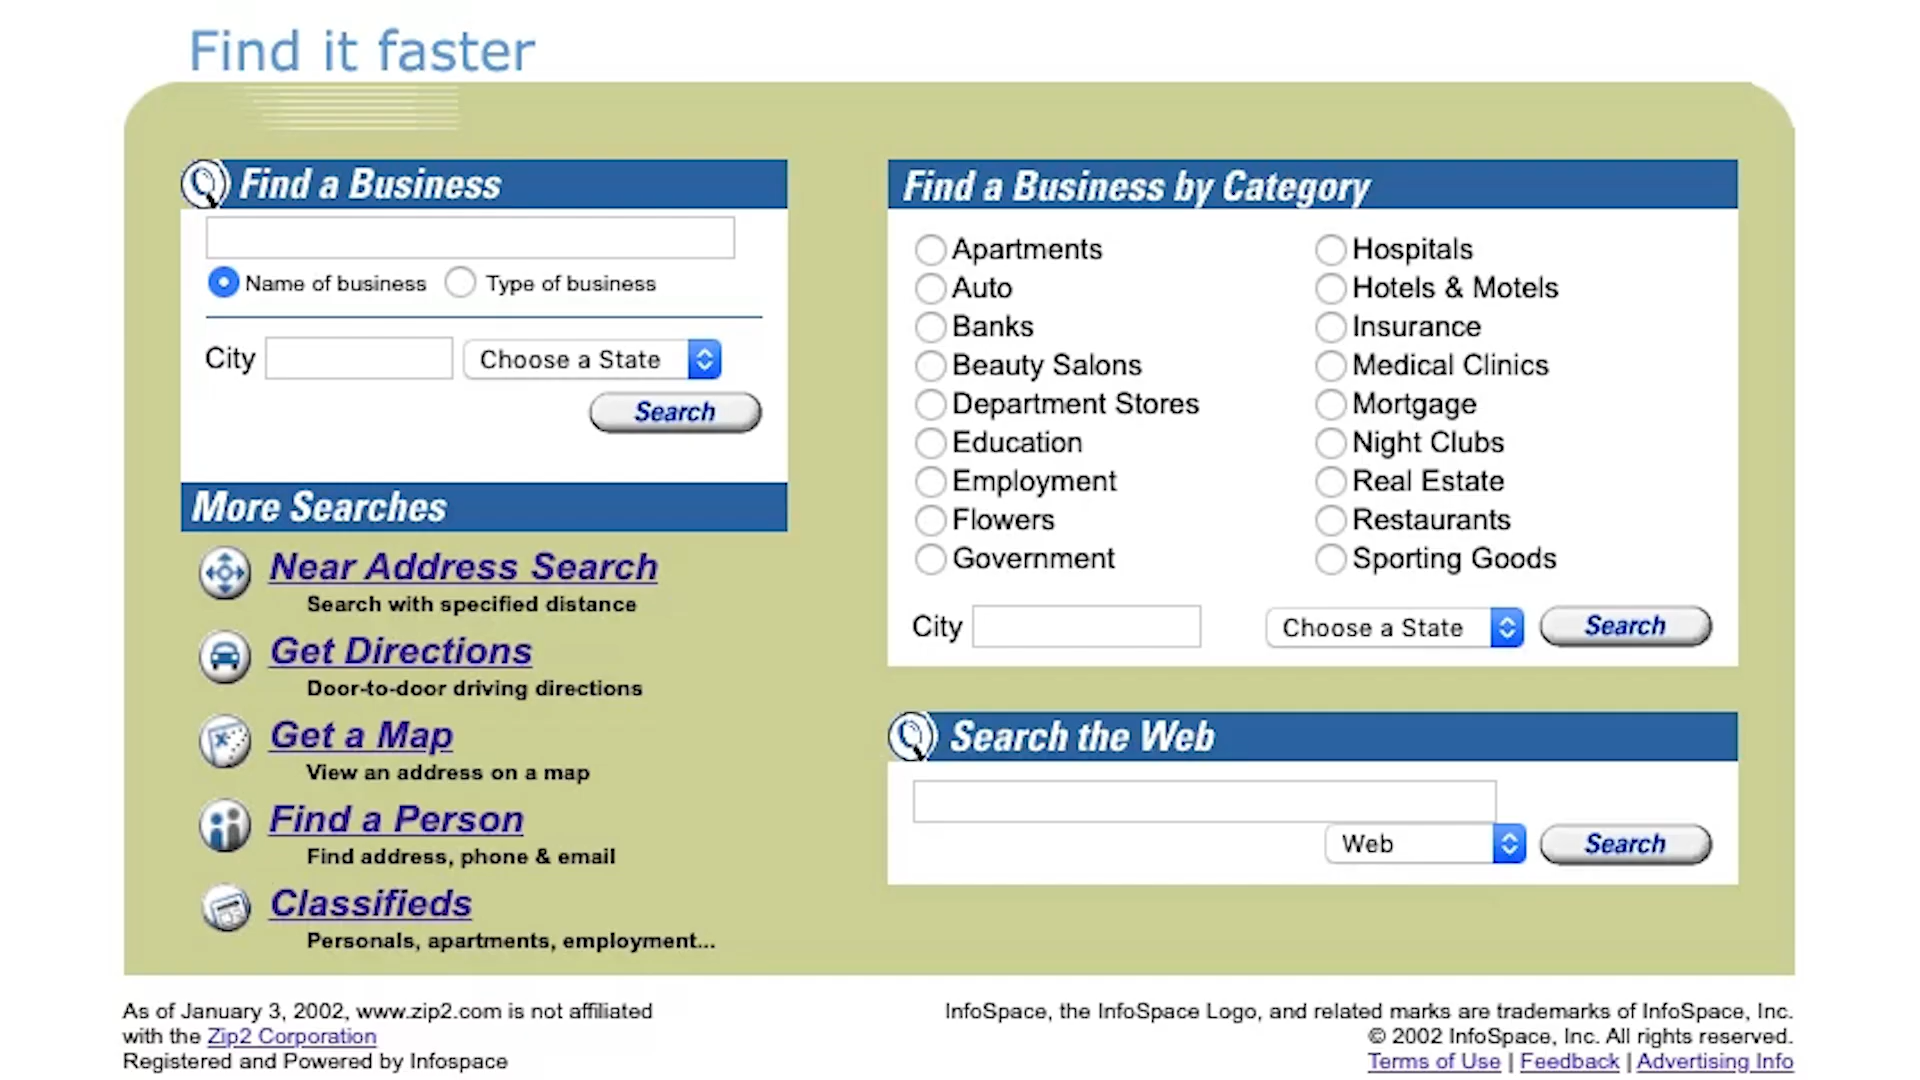 Find it faster
Find a Business
Name of business Type of business
City Choose a State
Search
More Searches
Near Address Search
Search with specified distance
Get Directions
Door-to-door driving directions
Get a Map
View an address on a map
Find a Person
Find address, phone & email
Classifieds
Personals, apartments, employment...
Find a Business by Category
Apartments Hospitals
Auto Hotels & Motels
Banks Insurance
Beauty Salons Medical Clinics
Department Stores Mortgage
Education Night Clubs
Employment Real Estate
Flowers Restaurants
Government Sporting Goods
City Choose a State Search
Search the Web
Web Search
As of January 3, 2002, www.zip2.com is not affiliated
with the Zip2 Corporation
Registered and Powered by Infospace
InfoSpace, the InfoSpace Logo, and related marks are trademarks of InfoSpace, Inc.
© 2002 InfoSpace, Inc. All rights reserved.
Terms of Use | Feedback | Advertising Info